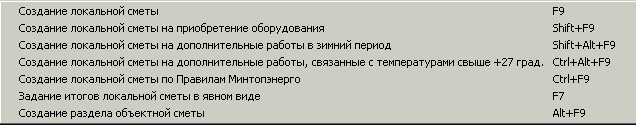 Создание локальной сметы F9
Создание локальной сметы на приобретение оборудования Shift+F9
Создание локальной сметы на дополнительные работы в зимний период Shift+Alt+F9
Создание локальной сметы на дополнительные работы, связанные с температурами свыше +27 град. Ctrl+Alt+F9
Создание локальной сметы по Правилам Минтопэнерго Ctrl+F9
Задание итогов локальной сметы в явном виде F7
Создание раздела объектной сметы Alt+F9